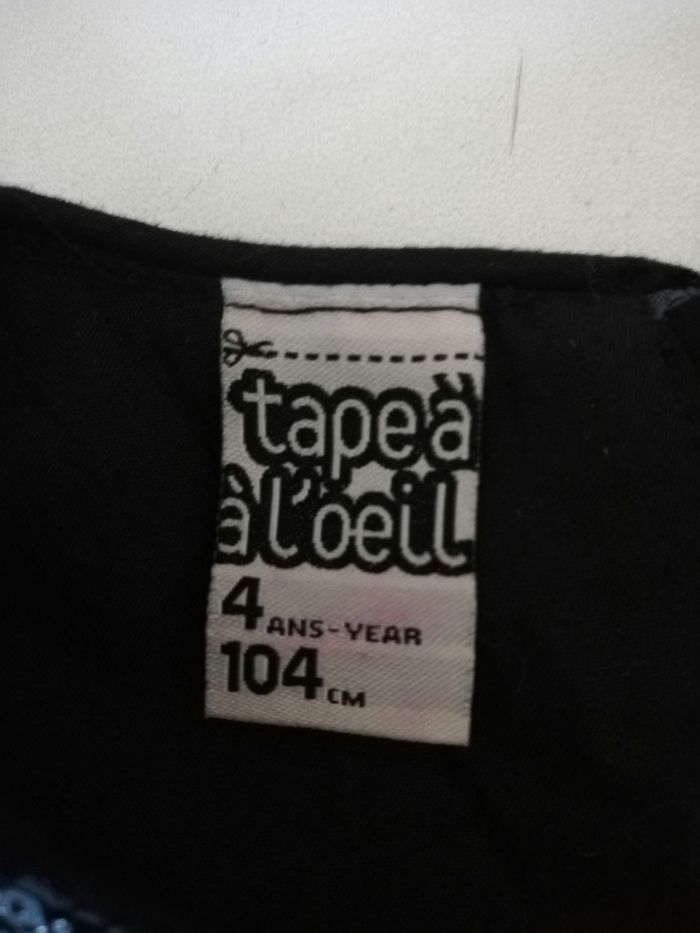 tape à
à l'oeil
4 ANS-YEAR
104 CM